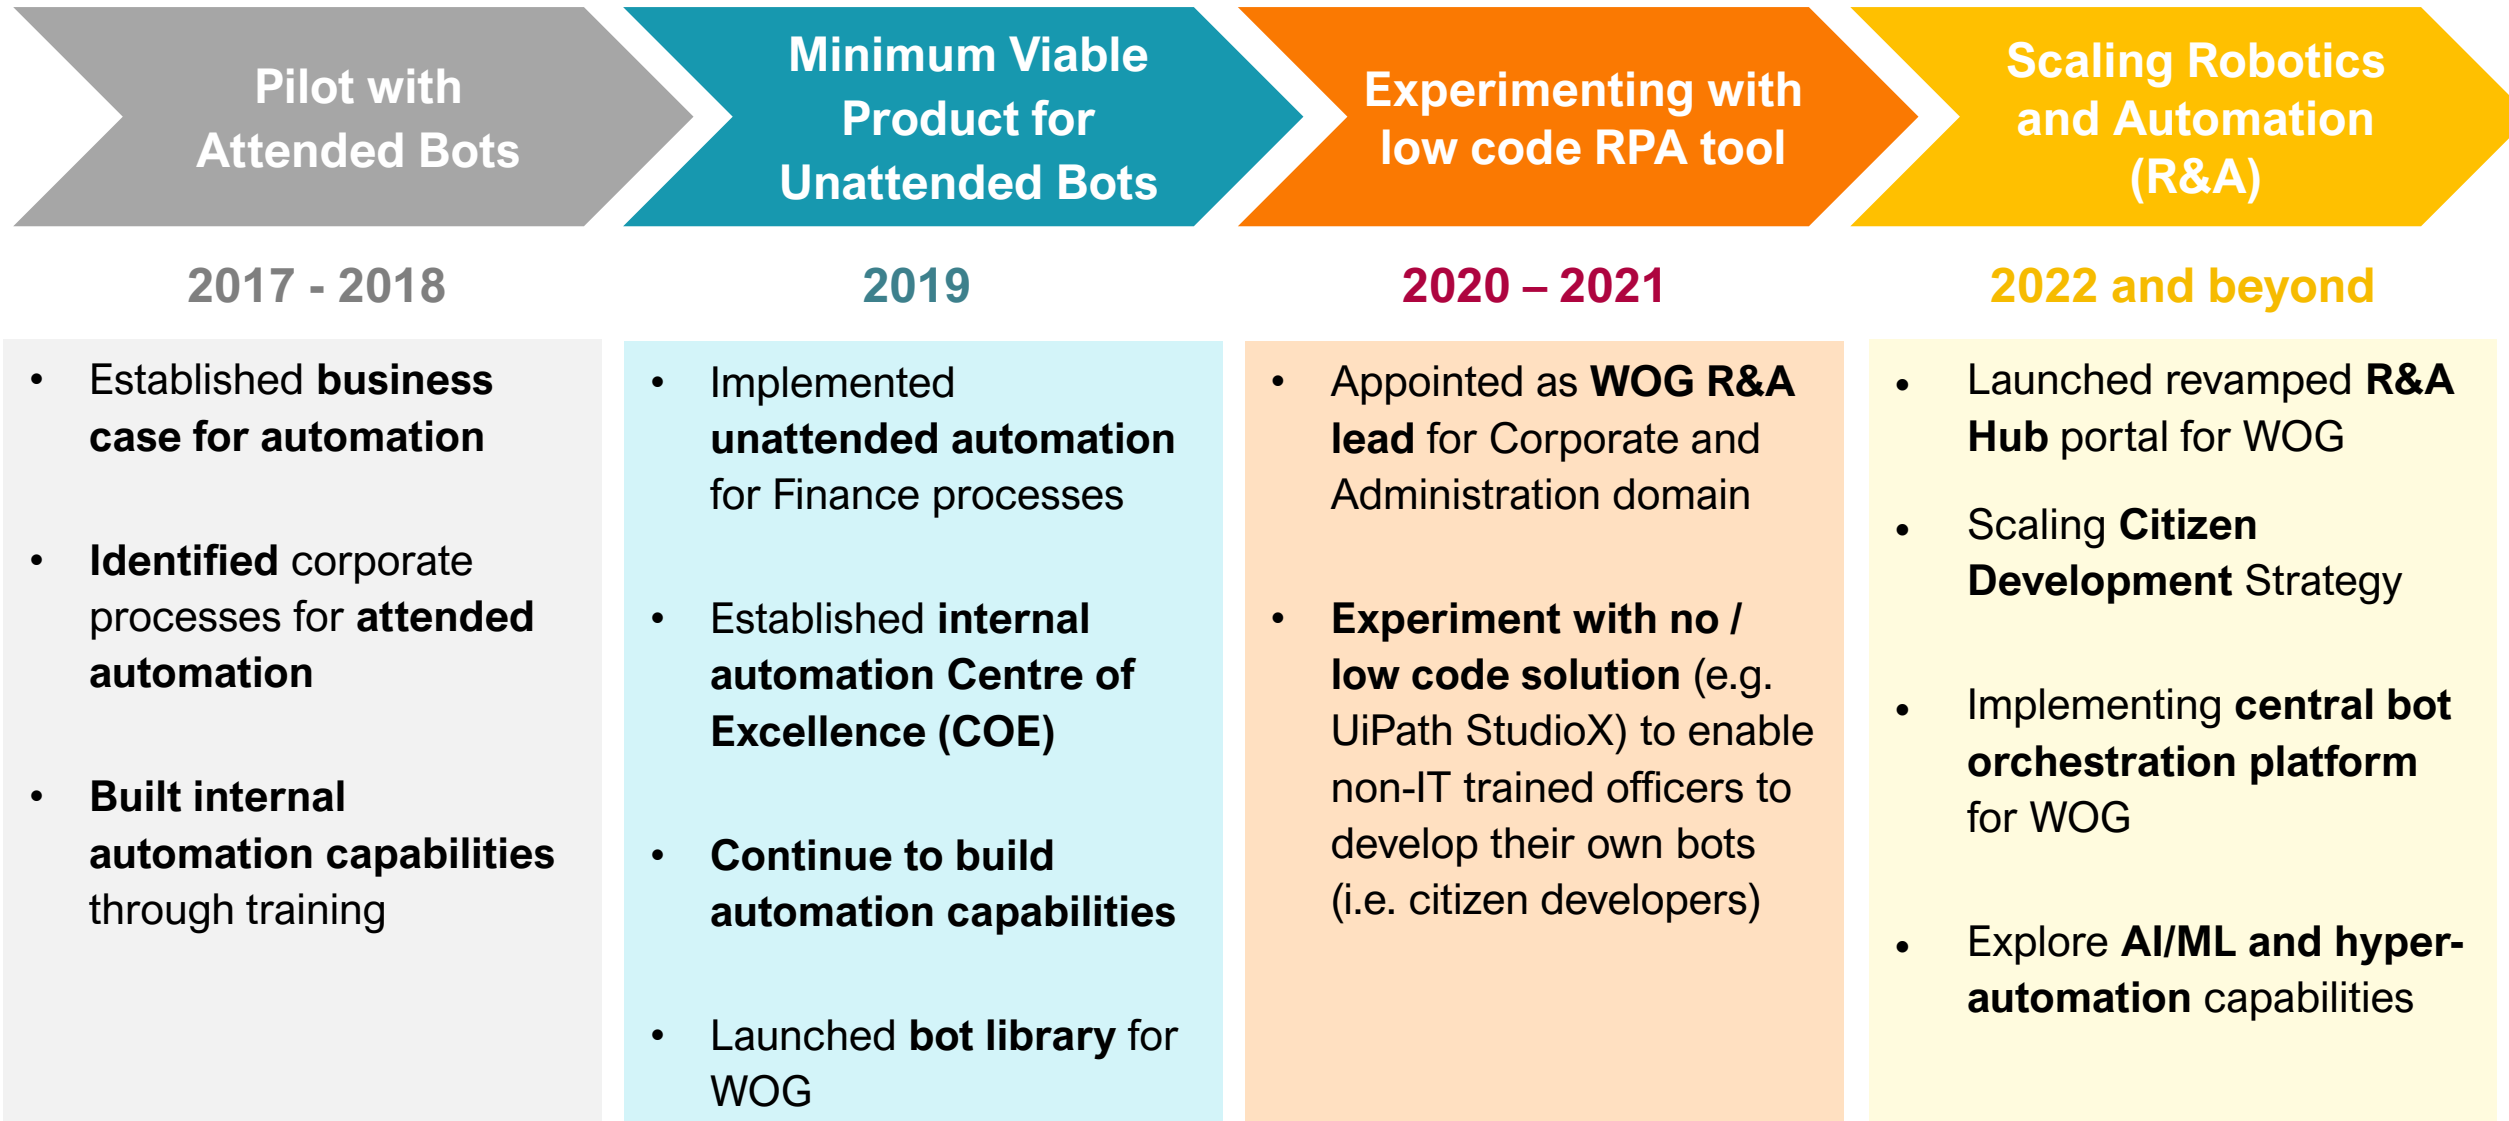 Pilot with
Attended Bots
Minimum Viable
Product for
Unattended Bots
Experimenting with
low code RPA tool
Scaling Robotics
and Automation
(R&A)
2017 - 2018
2019
2020 – 2021
2022 and beyond
• Established business
case for automation
• Identified corporate
processes for attended
automation
• Built internal
automation capabilities
through training
• Implemented
unattended automation
for Finance processes
• Established internal
automation Centre of
Excellence (COE)
• Continue to build
automation capabilities
• Launched bot library for
WOG
• Appointed as WOG R&A
lead for Corporate and
Administration domain
• Experiment with no /
low code solution (e.g.
UiPath StudioX) to enable
non-IT trained officers to
develop their own bots
(i.e. citizen developers)
• Launched revamped R&A
Hub portal for WOG
• Scaling Citizen
Development Strategy
• Implementing central bot
orchestration platform
for WOG
• Explore AI/ML and hyper-
automation capabilities